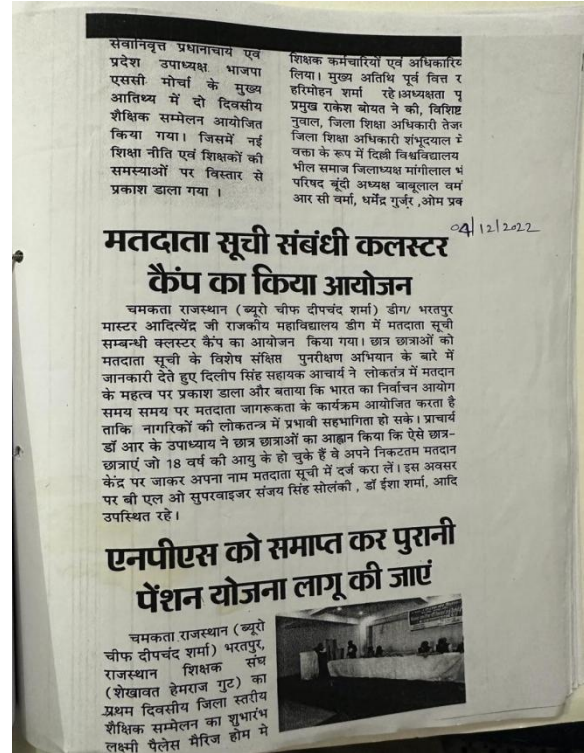 सेवानिवृत्त प्रधानाचार्य एवं
प्रदेश उपाध्यक्ष भाजपा
एससी मोर्चा के मुख्य
आतिथ्य में दो दिवसीय
शैक्षिक सम्मेलन आयोजित
किया गया। जिसमें नई
शिक्षा नीति एवं शिक्षकों की
समस्याओं पर विस्तार से
प्रकाश डाला गया ।
शिक्षक कर्मचारियों एवं अधिकारिय
लिया। मुख्य अतिथि पूर्व वित्त र
हरिमोहन शर्मा रहे।अध्यक्षता पू
प्रमुख राकेश बोयत ने की, विशिष्ट
नुवाल, जिला शिक्षा अधिकारी तेज
जिला शिक्षा अधिकारी शंभूदयाल मे
वक्ता के रूप में दिल्ली विश्वविद्यालय
भील समाज जिलाध्यक्ष मांगीलाल भ
परिषद बूंदी अध्यक्ष बाबूलाल वर्म
आर सी वर्मा, धर्मेंद्र गुर्जर ,ओम प्रक
04/12/2022
मतदाता सूची संबंधी कलस्टर
कैंप का किया आयोजन
चमकता राजस्थान (ब्यूरो चीफ दीपचंद शर्मा) डीग/ भरतपुर
मास्टर आदित्येंद्र जी राजकीय महाविद्यालय डीग में मतदाता सूची
सम्बन्धी क्लस्टर कैंप का आयोजन किया गया। छात्र छात्राओं को
मतदाता सूची के विशेष संक्षिप्त पुनरीक्षण अभियान के बारे में
जानकारी देते हुए दिलीप सिंह सहायक आचार्य ने लोकतंत्र में मतदान
के महत्व पर प्रकाश डाला और बताया कि भारत का निर्वाचन आयोग
समय समय पर मतदाता जागरूकता के कार्यक्रम आयोजित करता है
ताकि नागरिकों की लोकतन्त्र में प्रभावी सहभागिता हो सके। प्राचार्य
डॉ आर के उपाध्याय ने छात्र छात्राओं का आह्वान किया कि ऐसे छात्र-
छात्राएं जो 18 वर्ष की आयु के हो चुके हैं वे अपने निकटतम मतदान
केंद्र पर जाकर अपना नाम मतदाता सूची में दर्ज करा लें। इस अवसर
पर बी एल ओ सुपरवाइजर संजय सिंह सोलंकी , डॉ ईशा शर्मा, आदि
उपस्थित रहे।
एनपीएस को समाप्त कर पुरानी
पेंशन योजना लागू की जाएं
चमकता राजस्थान (ब्यूरो
चीफ दीपचंद शर्मा) भरतपुर,
राजस्थान शिक्षक संघ
(शेखावत हेमराज गुट) का
प्रथम दिवसीय जिला स्तरीय
शैक्षिक सम्मेलन का शुभारंभ
लक्ष्मी पैलेस मैरिज होम मे